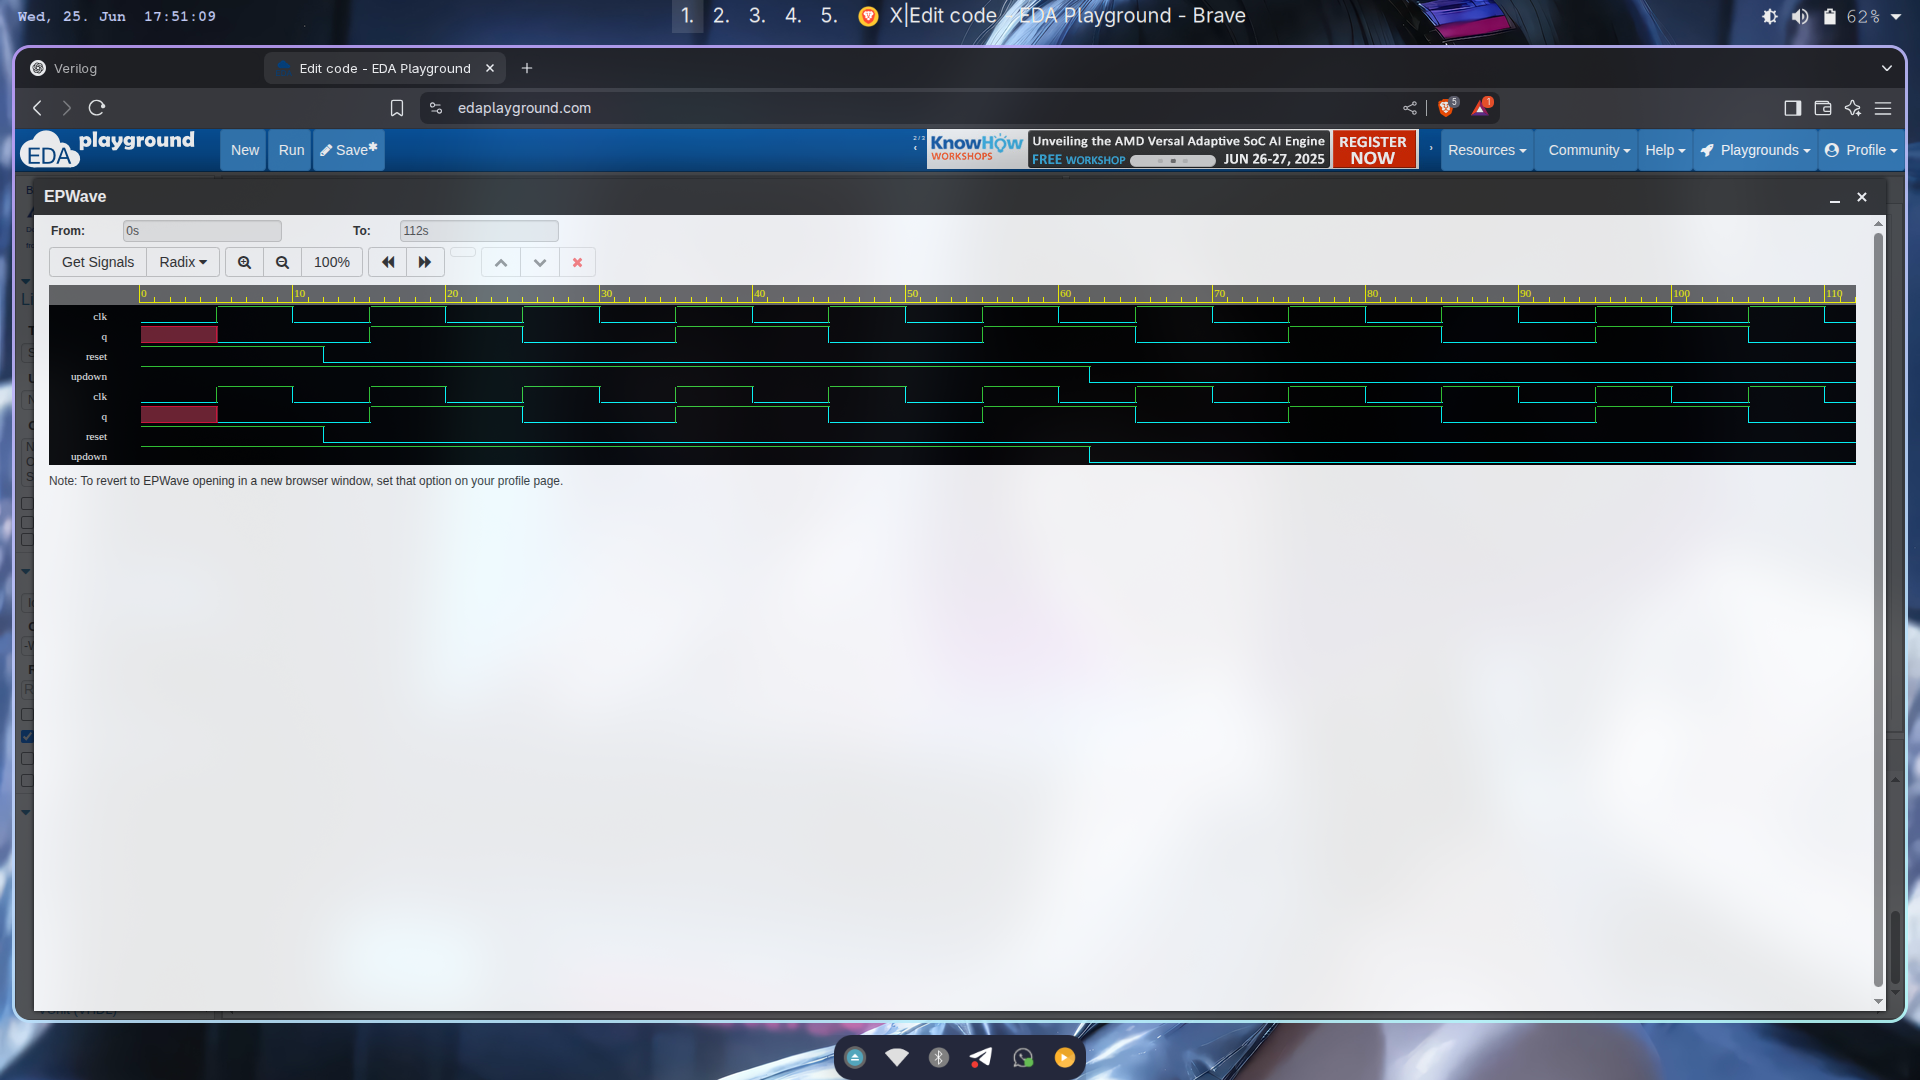 Wed, 25. Jun 17:51:09
1. 2. 3. 4. 5. X|Edit code - EDA Playground - Brave
62%
Verilog
Edit code - EDA Playground
edaplayground.com
5
1
EDA playground
New
Run
Save*
2/3
KnowHow
WORKSHOPS
Unveiling the AMD Versal Adaptive SoC AI Engine
FREE WORKSHOP
JUN 26-27, 2025
REGISTER
NOW
Resources
Community
Help
Playgrounds
Profile
EPWave
From: 0s To: 112s
Get Signals Radix 100%
0 10 20 30 40 50 60 70 80 90 100 110
clk
q
reset
updown
clk
q
reset
updown
Note: To revert to EPWave opening in a new browser window, set that option on your profile page.